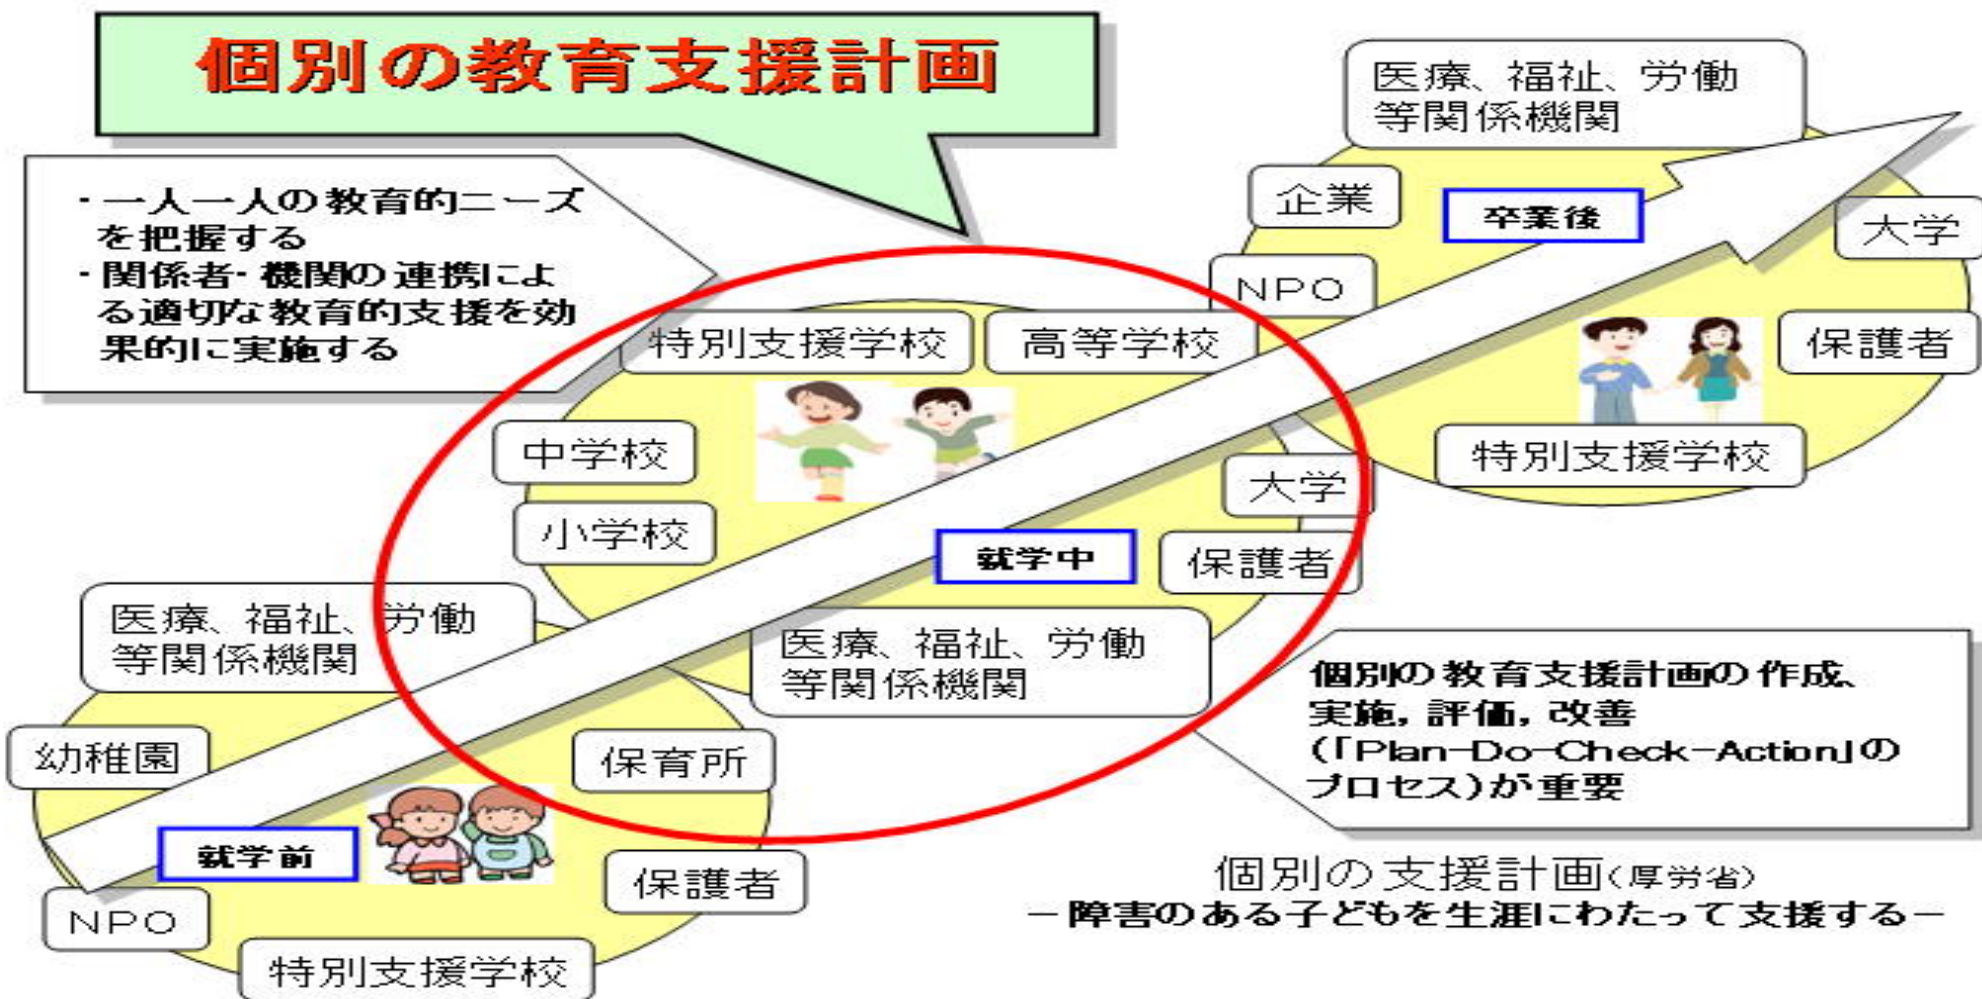 個別の教育支援計画
・一人一人の教育的ニーズ
を把握する
・関係者・機関の連携によ
る適切な教育的支援を効
果的に実施する
医療、福祉、労働
等関係機関
企業
卒業後
大学
NPO
保護者
特別支援学校
特別支援学校
高等学校
中学校
小学校
大学
就学中
保護者
医療、福祉、労働
等関係機関
医療、福祉、労働
等関係機関
幼稚園
保育所
就学前
保護者
NPO
特別支援学校
個別の教育支援計画の作成、
実施，評価，改善
（「Plan-Do-Check-Action」の
プロセス）が重要
個別の支援計画（厚労省）
－障害のある子どもを生涯にわたって支援する－